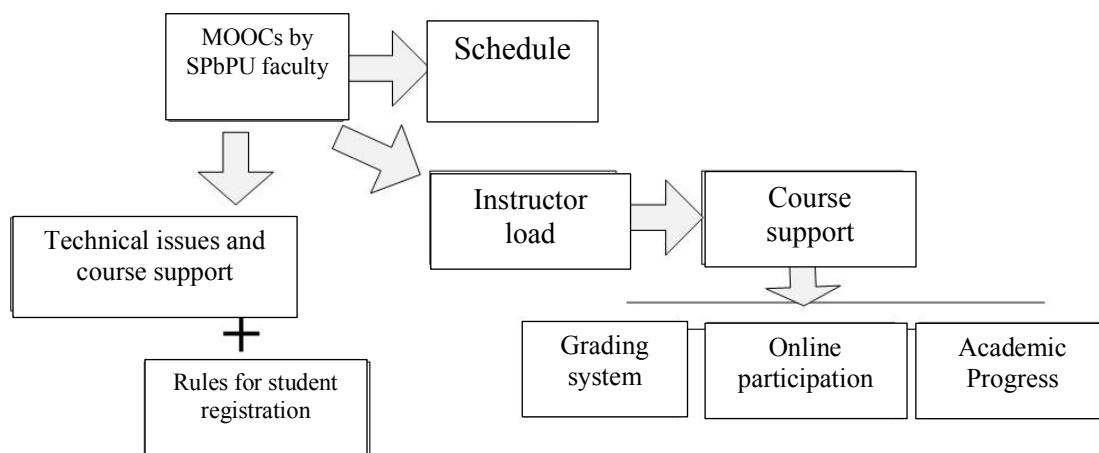 MOOCs by
SPbPU faculty
Schedule
Instructor
load
Course
support
Technical issues and
course support
+
Rules for student
registration
Grading
system
Online
participation
Academic
Progress